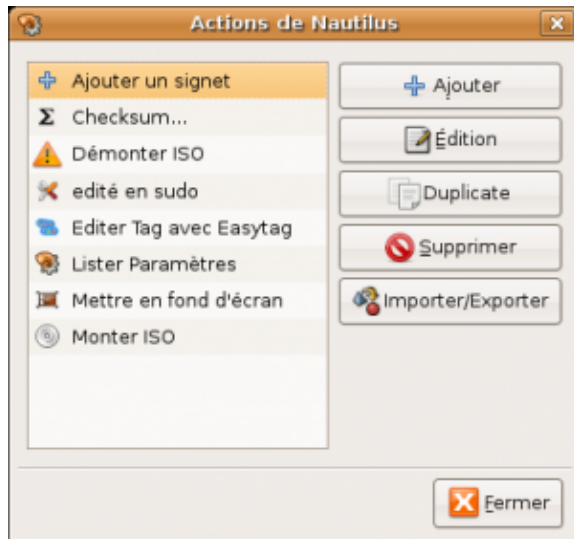 Actions de Nautilus
Ajouter un signet
Checksum...
Démonter ISO
edité en sudo
Editer Tag avec Easytag
Lister Paramètres
Mettre en fond d'écran
Monter ISO
Ajouter
Édition
Duplicate
Supprimer
Importer/Exporter
Fermer